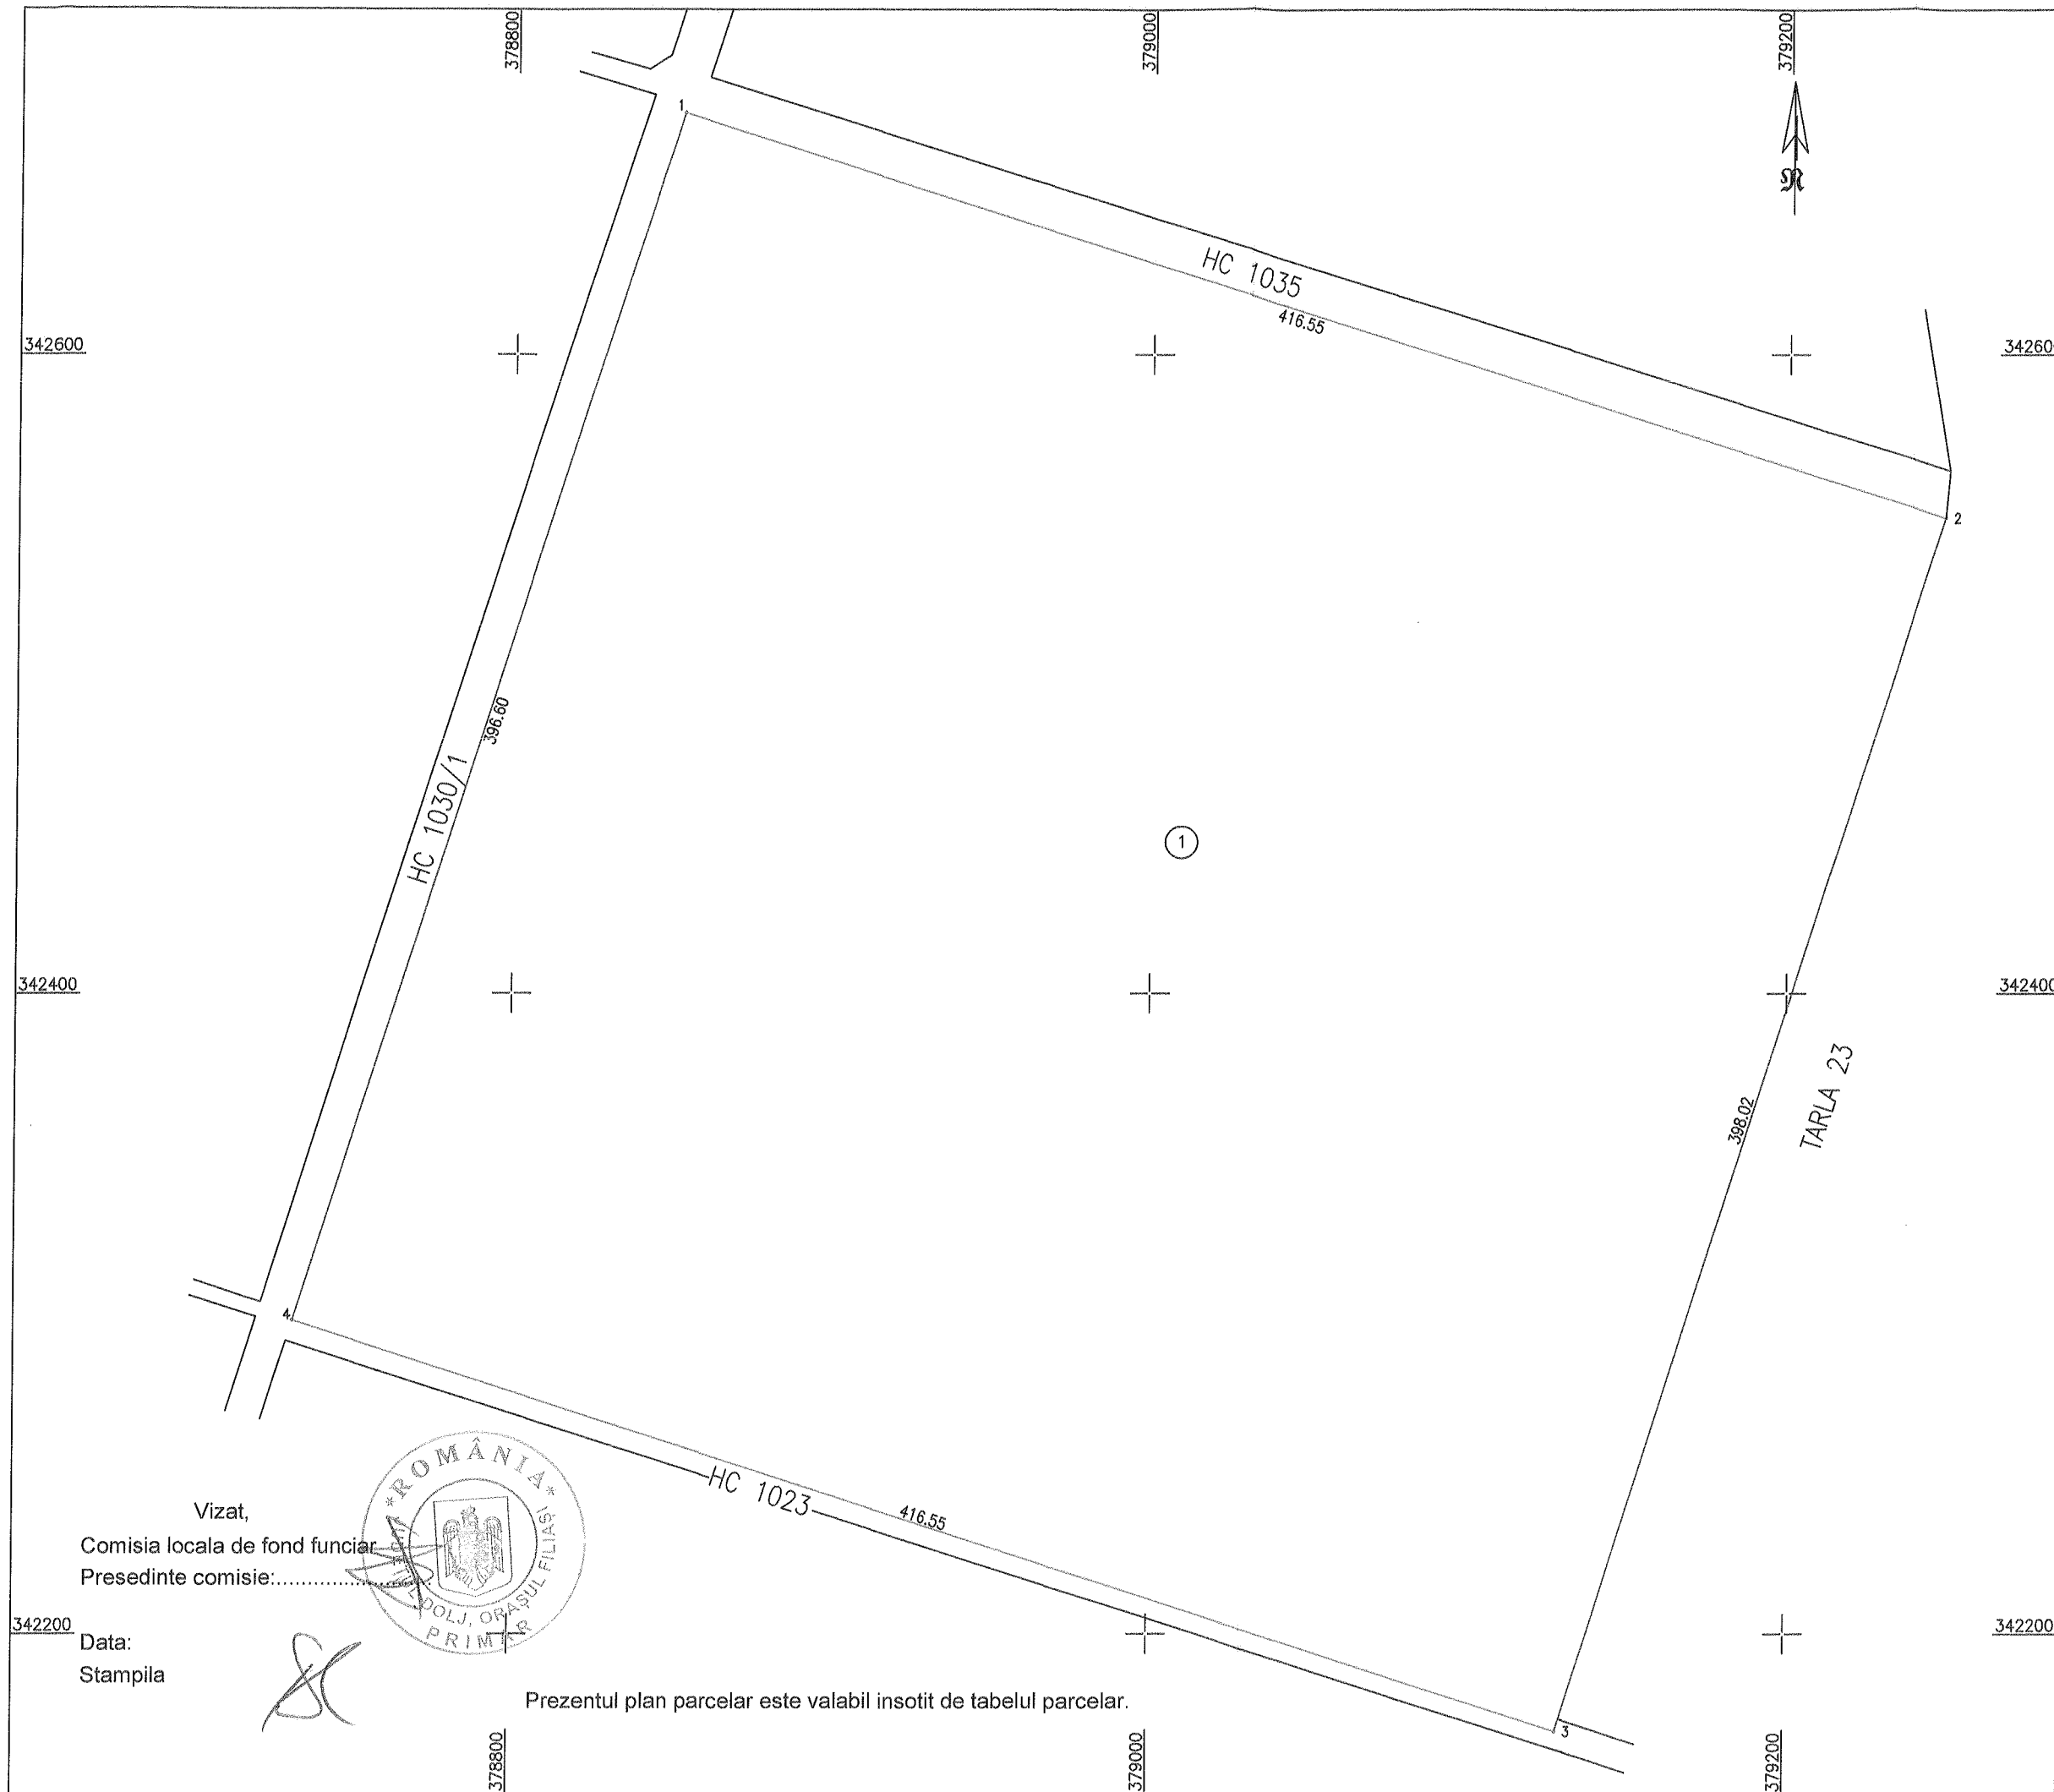 378800
379000
379200
1
N
HC 1035
416.55
342600
34260
2
396.60
HC 1030/1
1
342400
342400
TARLA 23
398.02
4
HC 1023
416.55
*ROMÂNIA*
DOLJ, ORAȘUL FILIAȘI
PRIMAR
Vizat,
Comisia locala de fond funciar
Presedinte comisie:
342200
342200
Data:
Stampila
Prezentul plan parcelar este valabil insotit de tabelul parcelar.
3
378800
379000
379200